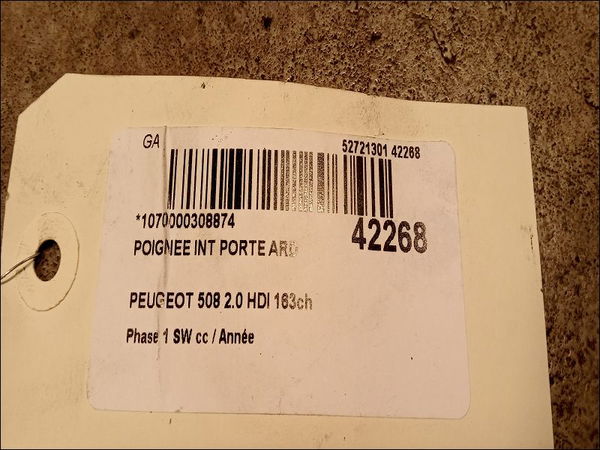 GA 52721301 42268
*1070000308874 42268
POIGNEE INT PORTE ARD
PEUGEOT 508 2.0 HDI 163ch
Phase 1 SW cc / Année